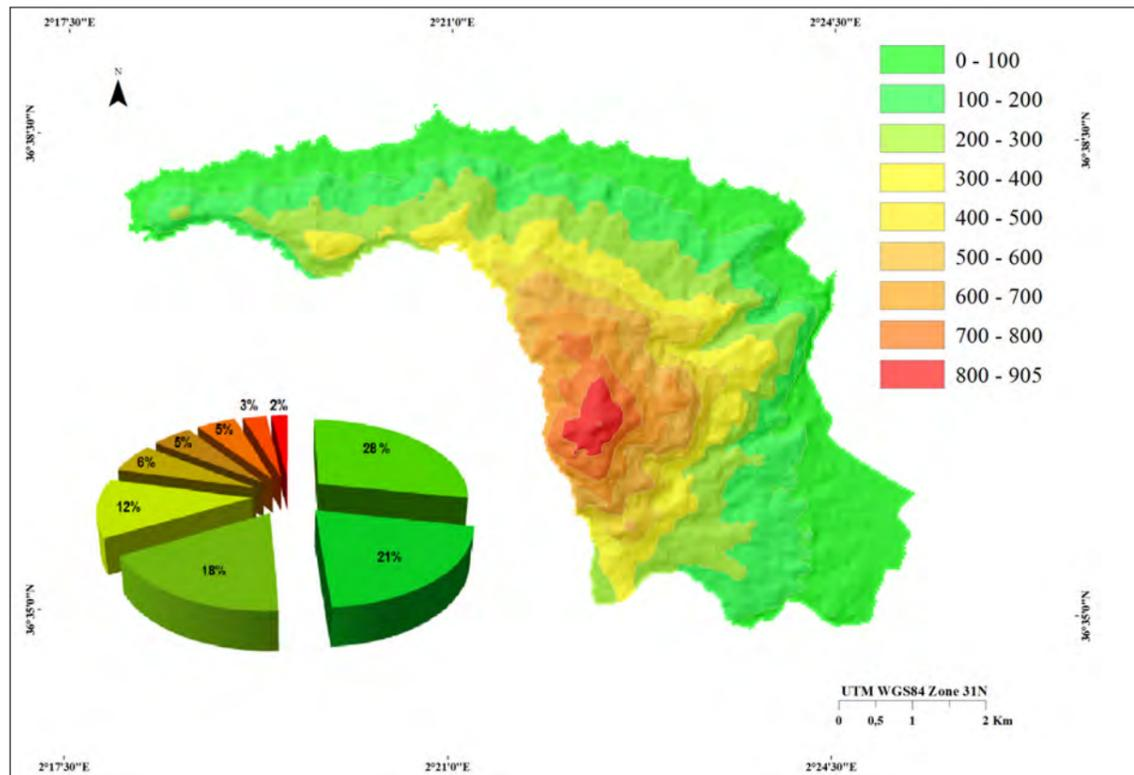 2°17'30"E
2°21'0"E
2°24'30"E
N
36°38'30"N
36°38'30"N
0 - 100
100 - 200
200 - 300
300 - 400
400 - 500
500 - 600
600 - 700
700 - 800
800 - 905
5%
5%
3%
2%
6%
28 %
12%
18%
21%
36°35'0"N
36°35'0"N
UTM WGS84 Zone 31N
0 0,5 1 2 Km
2°17'30"E
2°21'0"E
2°24'30"E